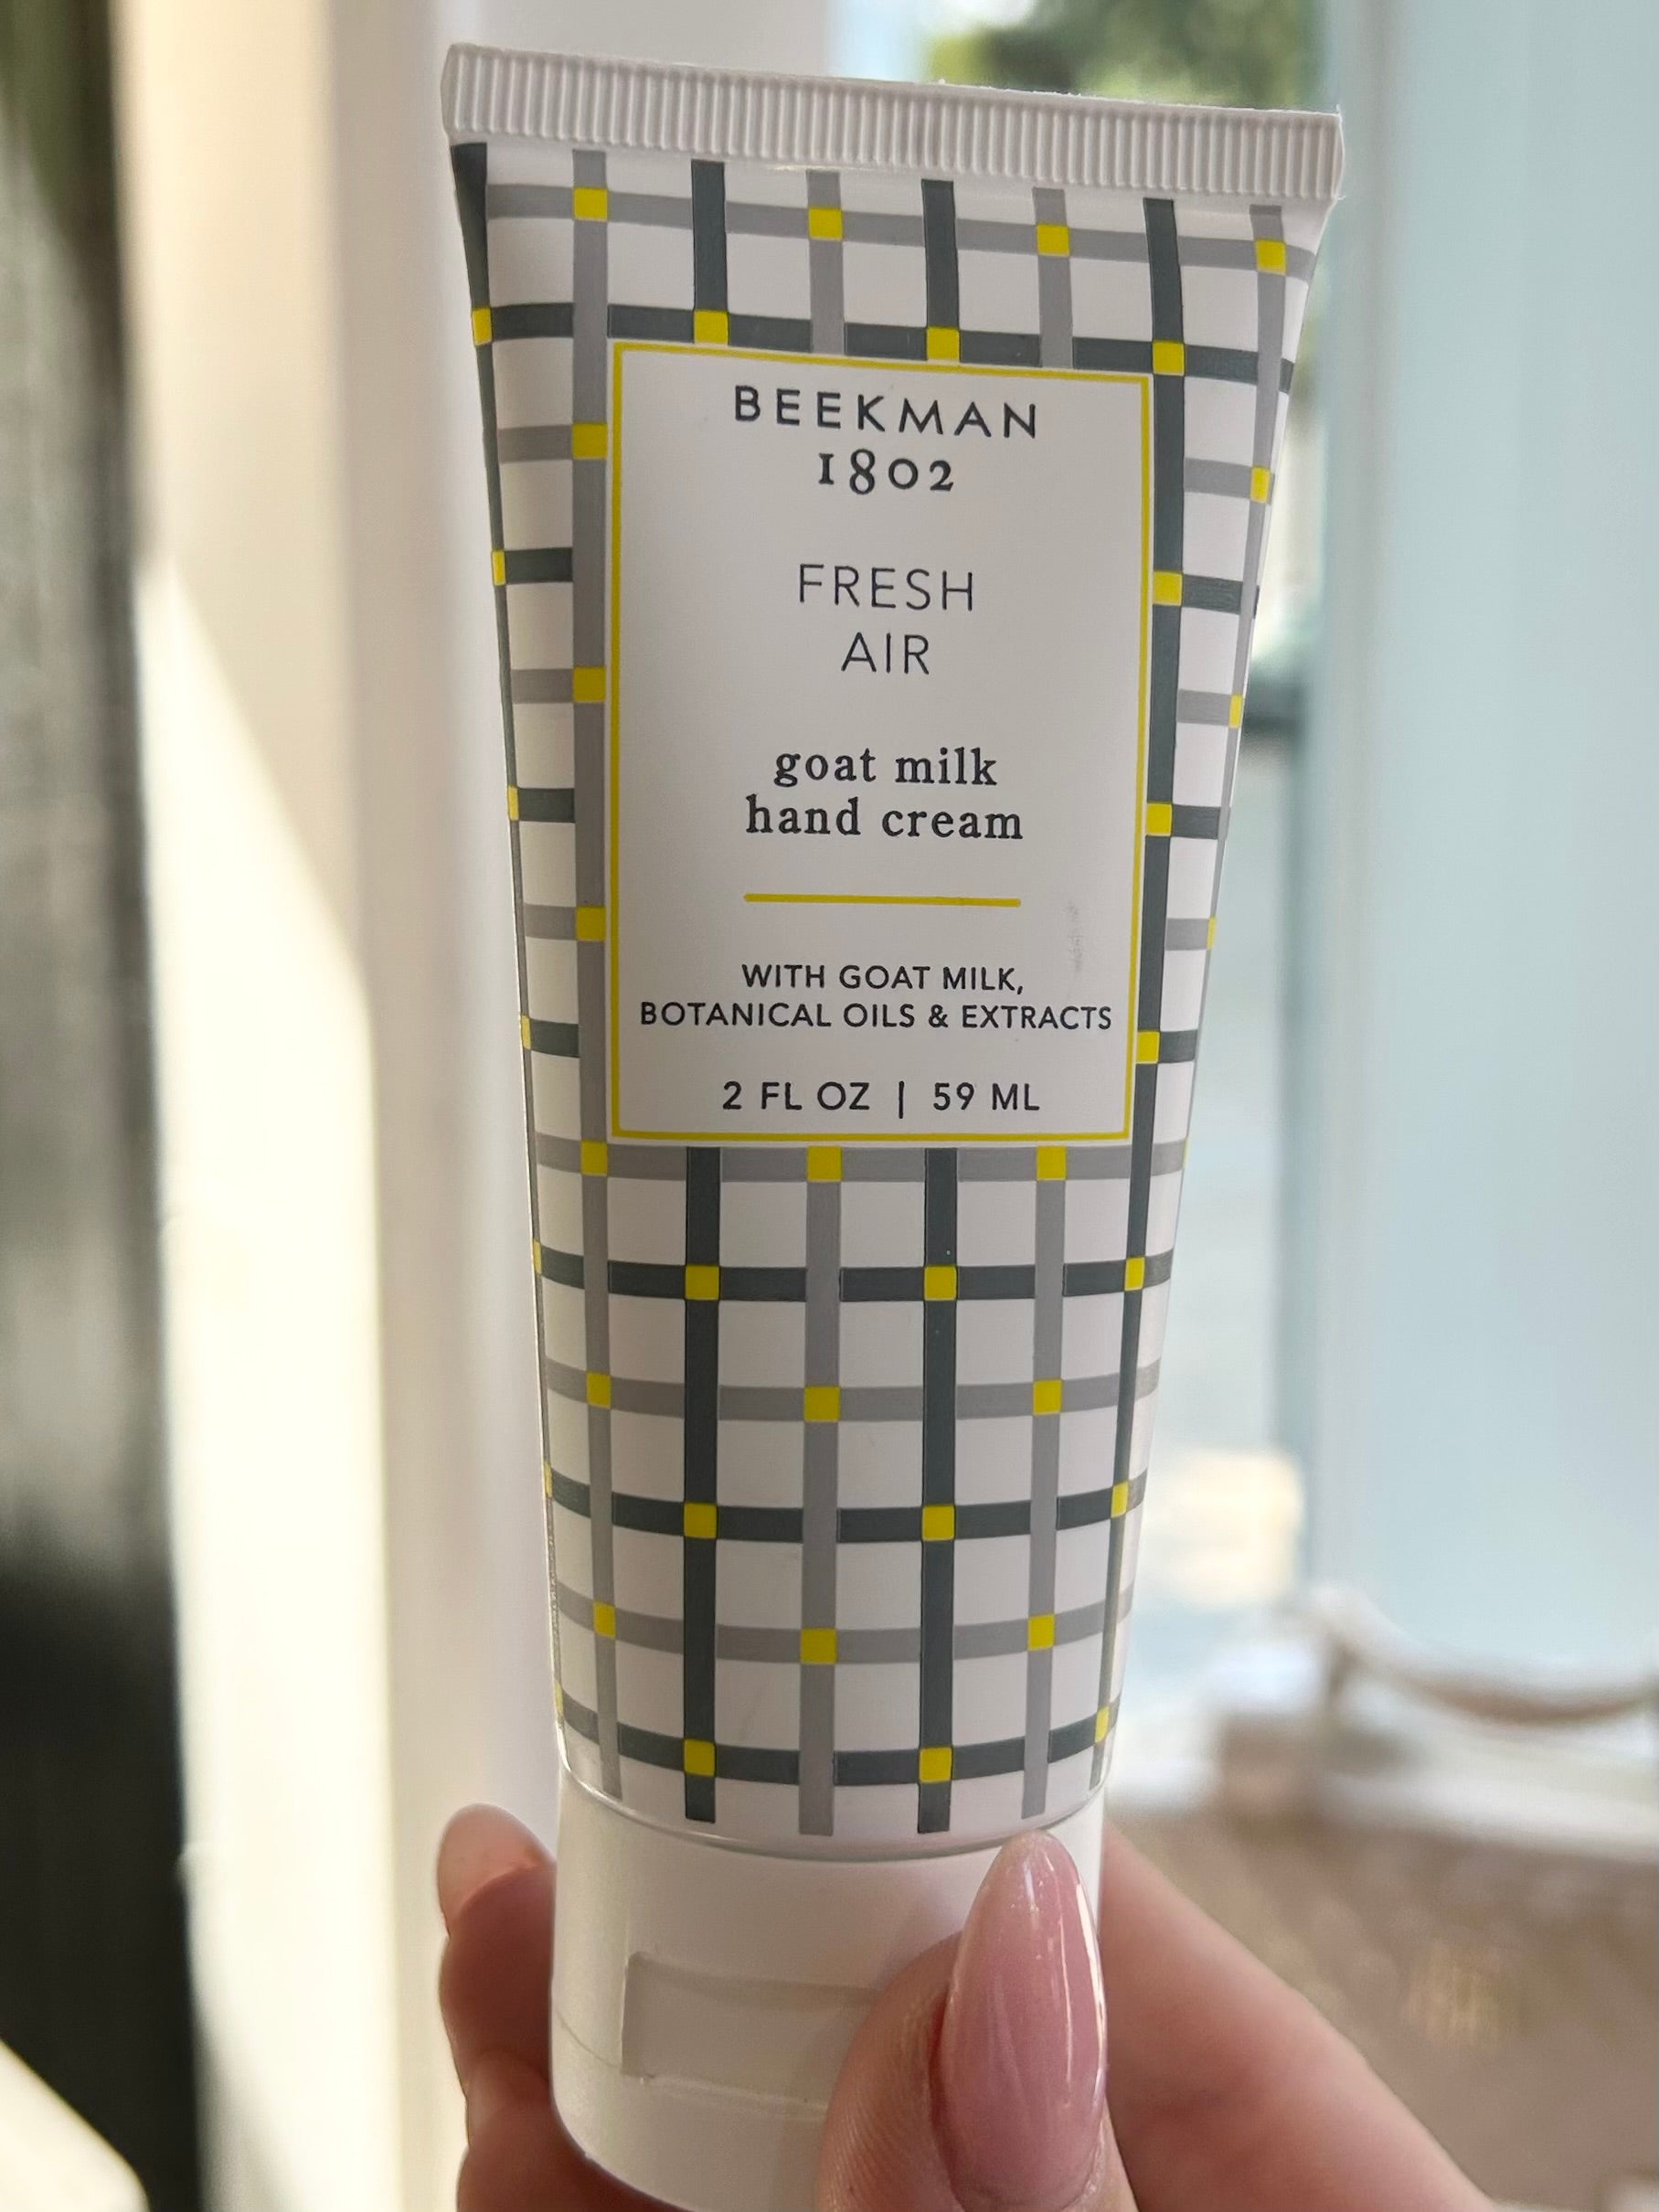 BEEKMAN
1802
FRESH
AIR
goat milk
hand cream
WITH GOAT MILK,
BOTANICAL OILS & EXTRACTS
2 FL OZ | 59 ML